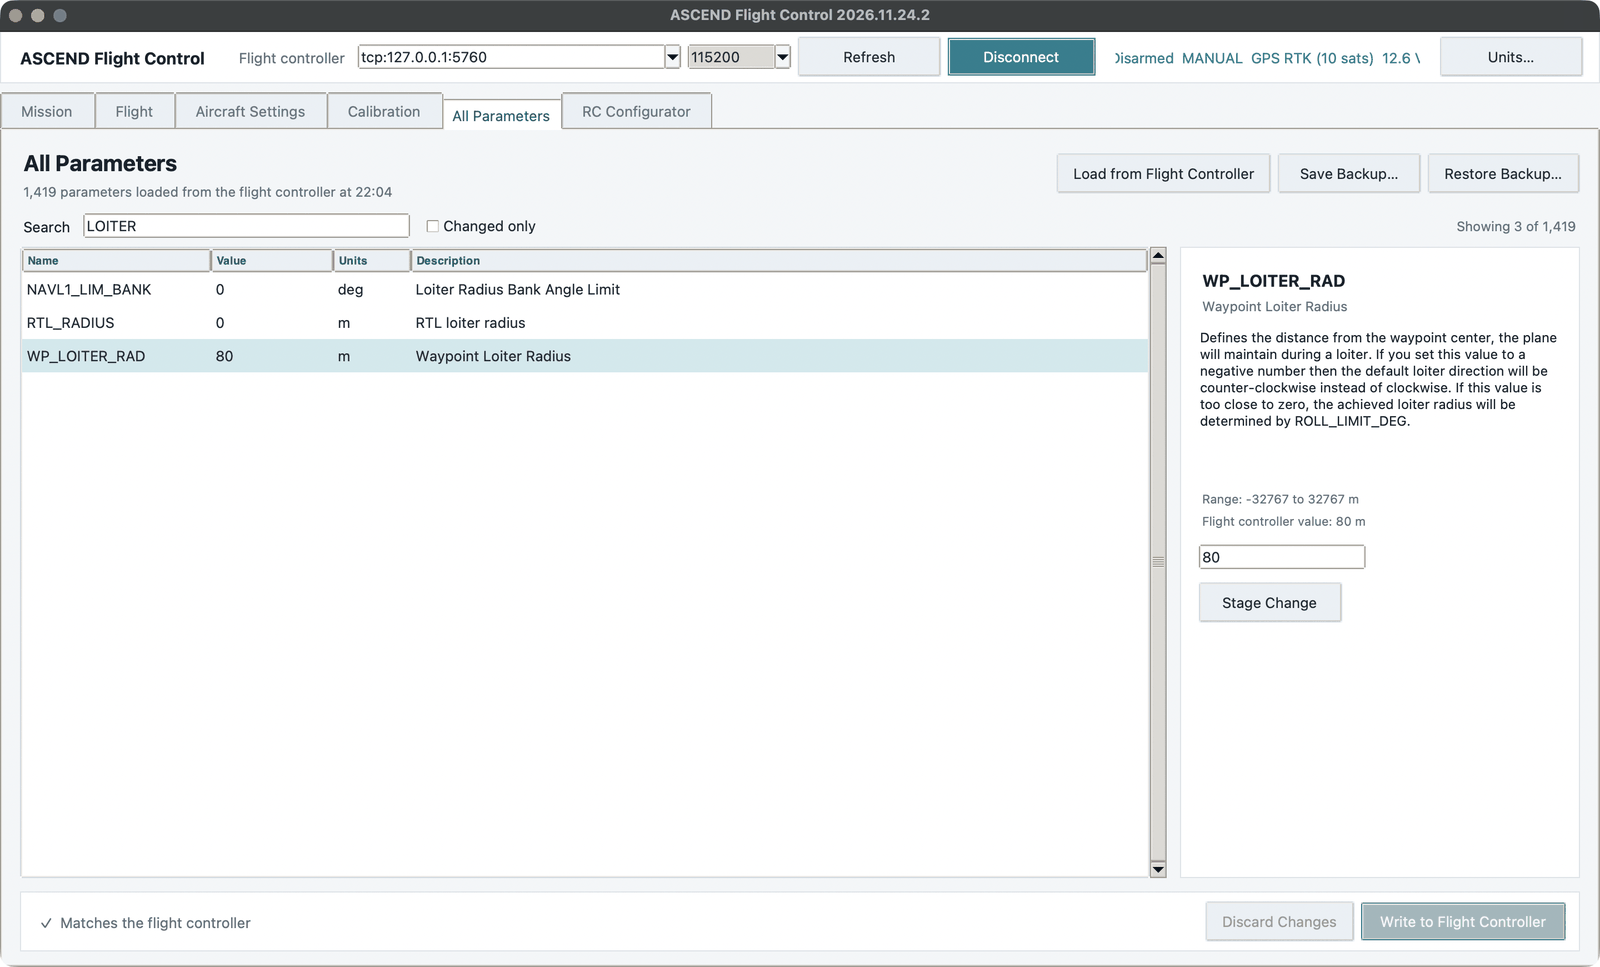 ASCEND Flight Control 2026.11.24.2
ASCEND Flight Control Flight controller tcp:127.0.0.1:5760 115200 Refresh Disconnect Disarmed MANUAL GPS RTK (10 sats) 12.6 V Units...
Mission Flight Aircraft Settings Calibration All Parameters RC Configurator
All Parameters
1,419 parameters loaded from the flight controller at 22:04
Load from Flight Controller Save Backup... Restore Backup...
Search LOITER Changed only Showing 3 of 1,419
Name Value Units Description
NAVL1_LIM_BANK 0 deg Loiter Radius Bank Angle Limit
RTL_RADIUS 0 m RTL loiter radius
WP_LOITER_RAD 80 m Waypoint Loiter Radius
WP_LOITER_RAD
Waypoint Loiter Radius
Defines the distance from the waypoint center, the plane
will maintain during a loiter. If you set this value to a
negative number then the default loiter direction will be
counter-clockwise instead of clockwise. If this value is
too close to zero, the achieved loiter radius will be
determined by ROLL_LIMIT_DEG.
Range: -32767 to 32767 m
Flight controller value: 80 m
80
Stage Change
✓ Matches the flight controller
Discard Changes Write to Flight Controller